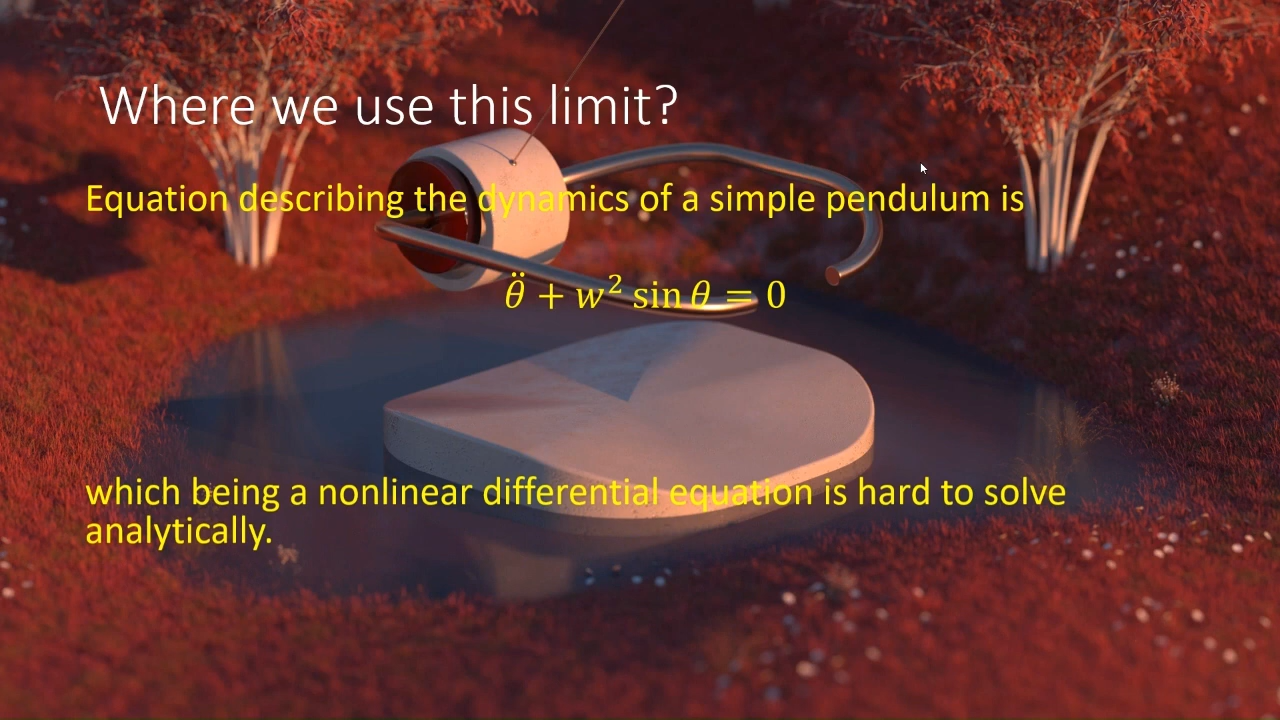 Where we use this limit?
Equation describing the dynamics of a simple pendulum is
θ̈ + w² sin θ = 0
which being a nonlinear differential equation is hard to solve
analytically.